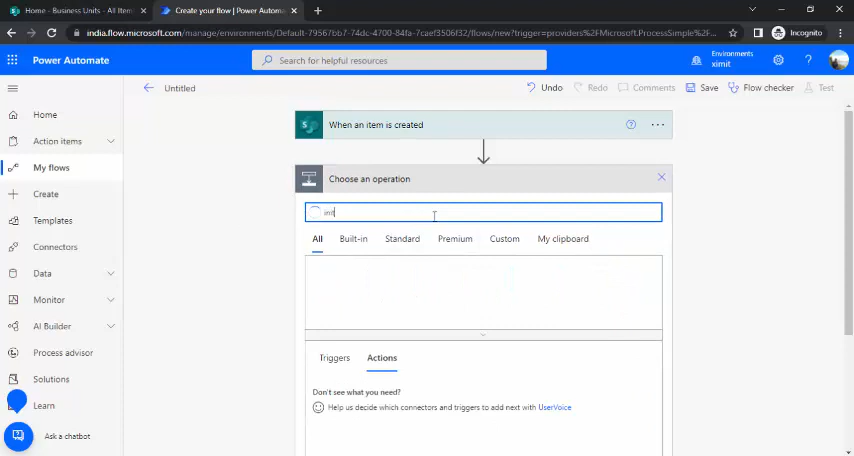 Home - Business Units - All Item
Create your flow | Power Automate
india.flow.microsoft.com/manage/environments/Default-79567bb7-74dc-4700-84fa-7caef3506f32/flows/new?trigger=providers%2FMicrosoft.ProcessSimple%2...
Incognito
Power Automate
Search for helpful resources
Environments
ximit
Untitled
Undo
Redo
Comments
Save
Flow checker
Test
Home
Action items
My flows
Create
Templates
Connectors
Data
Monitor
AI Builder
Process advisor
Solutions
Learn
Ask a chatbot
When an item is created
Choose an operation
init
All Built-in Standard Premium Custom My clipboard
Triggers Actions
Don't see what you need?
Help us decide which connectors and triggers to add next with UserVoice